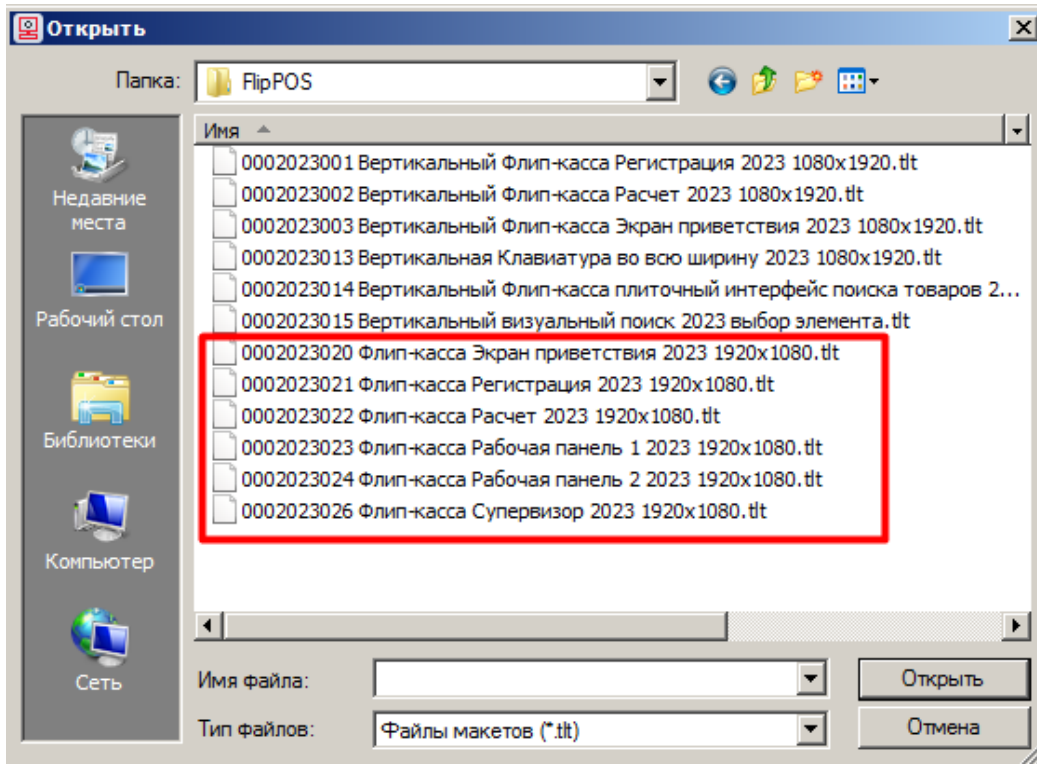 Открыть
Папка: FlipPOS
Имя
0002023001 Вертикальный Флип-касса Регистрация 2023 1080x1920.tlt
0002023002 Вертикальный Флип-касса Расчет 2023 1080x1920.tlt
0002023003 Вертикальный Флип-касса Экран приветствия 2023 1080x1920.tlt
0002023013 Вертикальная Клавиатура во всю ширину 2023 1080x1920.tlt
0002023014 Вертикальный Флип-касса плиточный интерфейс поиска товаров 2...
0002023015 Вертикальный визуальный поиск 2023 выбор элемента.tlt
0002023020 Флип-касса Экран приветствия 2023 1920x1080.tlt
0002023021 Флип-касса Регистрация 2023 1920x1080.tlt
0002023022 Флип-касса Расчет 2023 1920x1080.tlt
0002023023 Флип-касса Рабочая панель 1 2023 1920x1080.tlt
0002023024 Флип-касса Рабочая панель 2 2023 1920x1080.tlt
0002023026 Флип-касса Супервизор 2023 1920x1080.tlt
Недавние
места
Рабочий стол
Библиотеки
Компьютер
Сеть
Имя файла:
Открыть
Тип файлов: Файлы макетов (*.tlt)
Отмена